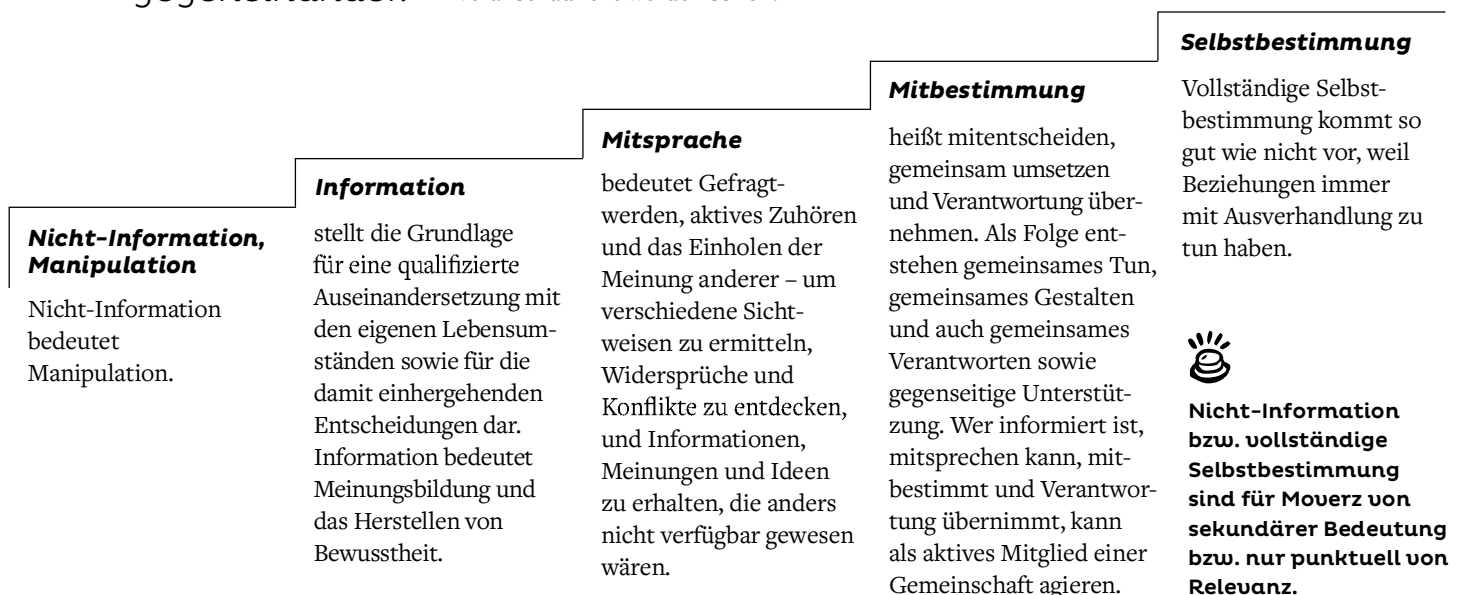 Nicht-Information,
Manipulation
Nicht-Information
bedeutet
Manipulation.
Information
stellt die Grundlage
für eine qualifizierte
Auseinandersetzung mit
den eigenen Lebensum-
ständen sowie für die
damit einhergehenden
Entscheidungen dar.
Information bedeutet
Meinungsbildung und
das Herstellen von
Bewusstheit.
Mitsprache
bedeutet Gefragt-
werden, aktives Zuhören
und das Einholen der
Meinung anderer – um
verschiedene Sicht-
weisen zu ermitteln,
Widersprüche und
Konflikte zu entdecken,
und Informationen,
Meinungen und Ideen
zu erhalten, die anders
nicht verfügbar gewesen
wären.
Mitbestimmung
heißt mitentscheiden,
gemeinsam umsetzen
und Verantwortung über-
nehmen. Als Folge ent-
stehen gemeinsames Tun,
gemeinsames Gestalten
und auch gemeinsames
Verantworten sowie
gegenseitige Unterstüt-
zung. Wer informiert ist,
mitsprechen kann, mit-
bestimmt und Verantwor-
tung übernimmt, kann
als aktives Mitglied einer
Gemeinschaft agieren.
Selbstbestimmung
Vollständige Selbst-
bestimmung kommt so
gut wie nicht vor, weil
Beziehungen immer
mit Ausverhandlung zu
tun haben.
Nicht-Information
bzw. vollständige
Selbstbestimmung
sind für Moverz von
sekundärer Bedeutung
bzw. nur punktuell von
Relevanz.